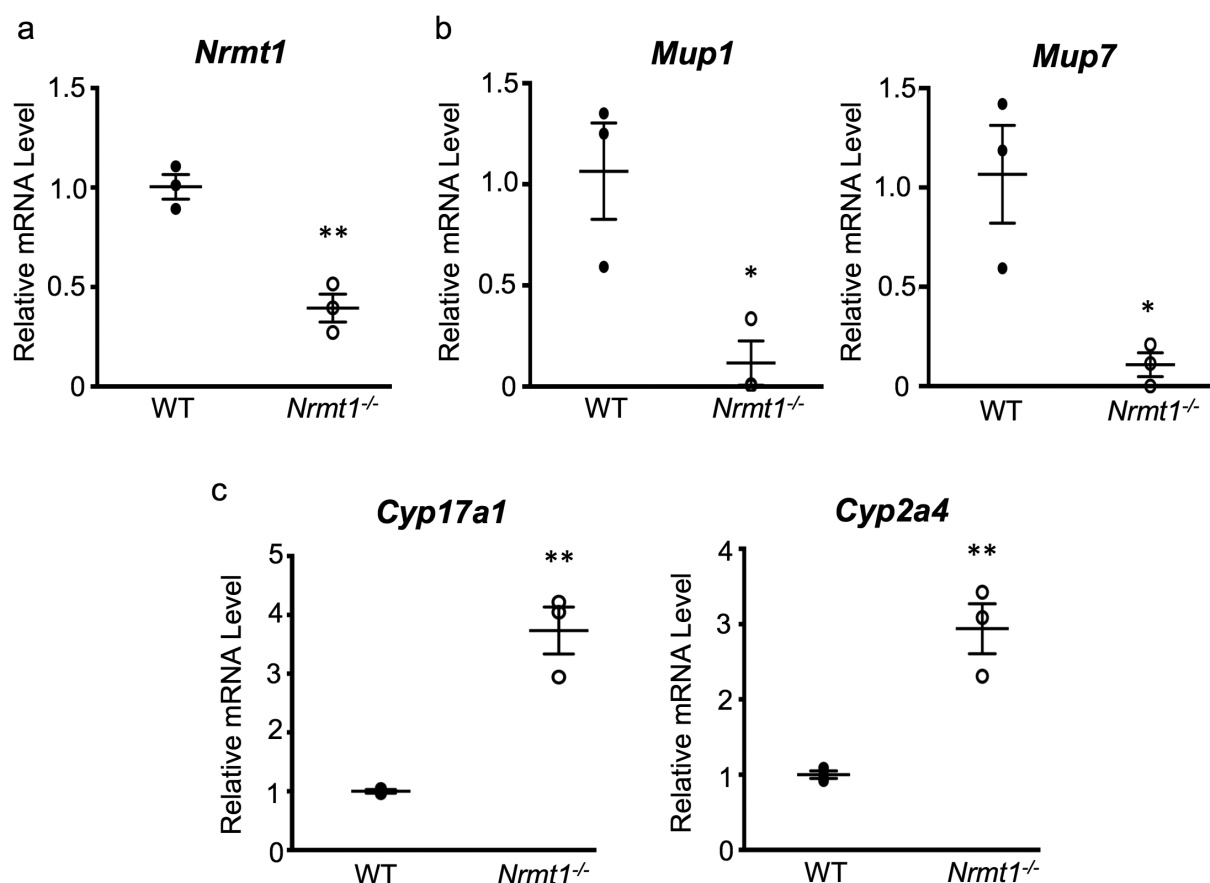 a
Nrmt1
Relative mRNA Level
1.5
1.0
0.5
0
**
WT
Nrmt1-/-
b
Mup1
Relative mRNA Level
1.5
1.0
0.5
0
*
WT
Nrmt1-/-
Mup7
Relative mRNA Level
1.5
1.0
0.5
0
*
WT
Nrmt1-/-
c
Cyp17a1
Relative mRNA Level
5
4
3
2
1
0
**
WT
Nrmt1-/-
Cyp2a4
Relative mRNA Level
4
3
2
1
0
**
WT
Nrmt1-/-